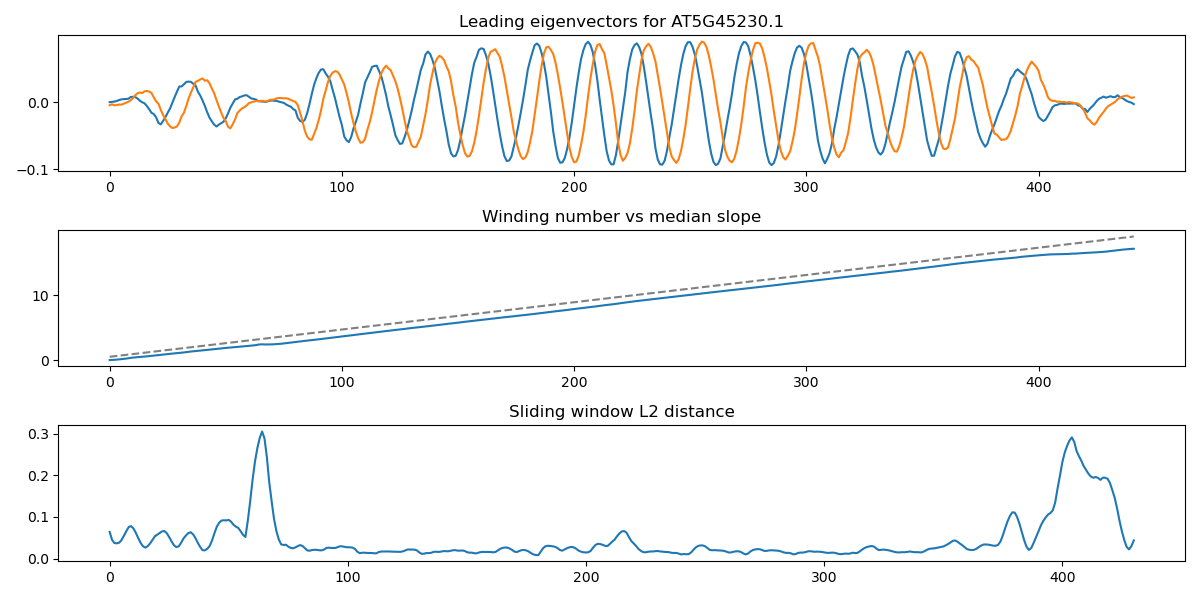 Leading eigenvectors for AT5G45230.1
0.0
−0.1
0 100 200 300 400
Winding number vs median slope
10
0
0 100 200 300 400
Sliding window L2 distance
0.3
0.2
0.1
0.0
0 100 200 300 400